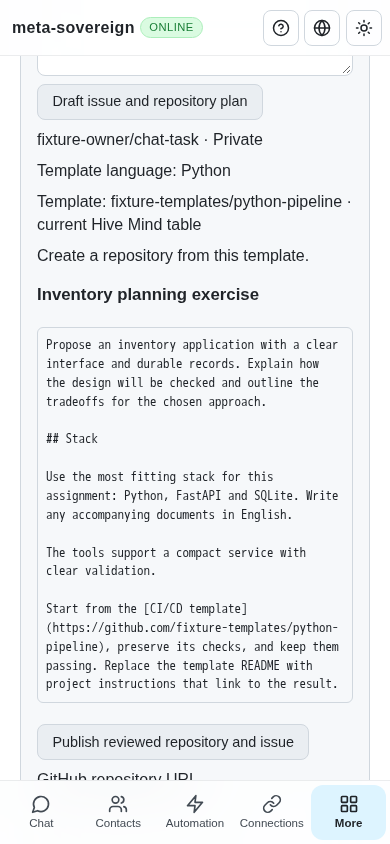 meta-sovereign ONLINE
Draft issue and repository plan
fixture-owner/chat-task · Private
Template language: Python
Template: fixture-templates/python-pipeline ·
current Hive Mind table
Create a repository from this template.
Inventory planning exercise
Propose an inventory application with a clear
interface and durable records. Explain how
the design will be checked and outline the
tradeoffs for the chosen approach.
## Stack
Use the most fitting stack for this
assignment: Python, FastAPI and SQLite. Write
any accompanying documents in English.
The tools support a compact service with
clear validation.
Start from the [CI/CD template]
(https://github.com/fixture-templates/python-
pipeline), preserve its checks, and keep them
passing. Replace the template README with
project instructions that link to the result.
Publish reviewed repository and issue
GitHub repository URL
Chat Contacts Automation Connections More